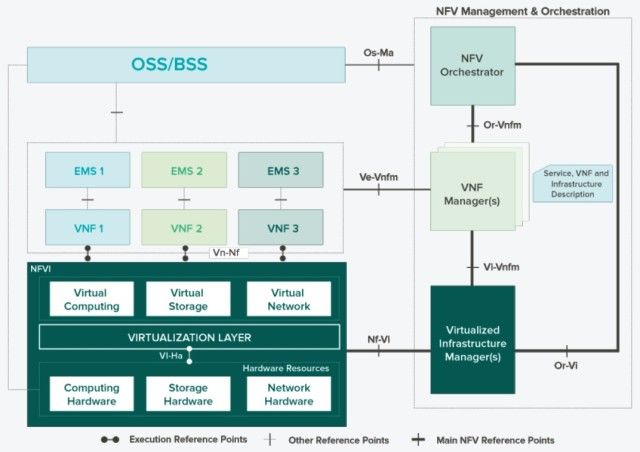 NFV Management & Orchestration
OSS/BSS
Os-Ma
NFV
Orchestrator
Or-Vnfm
EMS 1
EMS 2
EMS 3
Ve-Vnfm
VNF
Manager(s)
Service, VNF and
Infrastructure
Description
VNF 1
VNF 2
VNF 3
Vn-Nf
NFVI
Vi-Vnfm
Virtual
Computing
Virtual
Storage
Virtual
Network
VIRTUALIZATION LAYER
Nf-VI
Virtualized
Infrastructure
Manager(s)
Or-Vi
VI-Ha
Hardware Resources
Computing
Hardware
Storage
Hardware
Network
Hardware
Execution Reference Points
Other Reference Points
Main NFV Reference Points